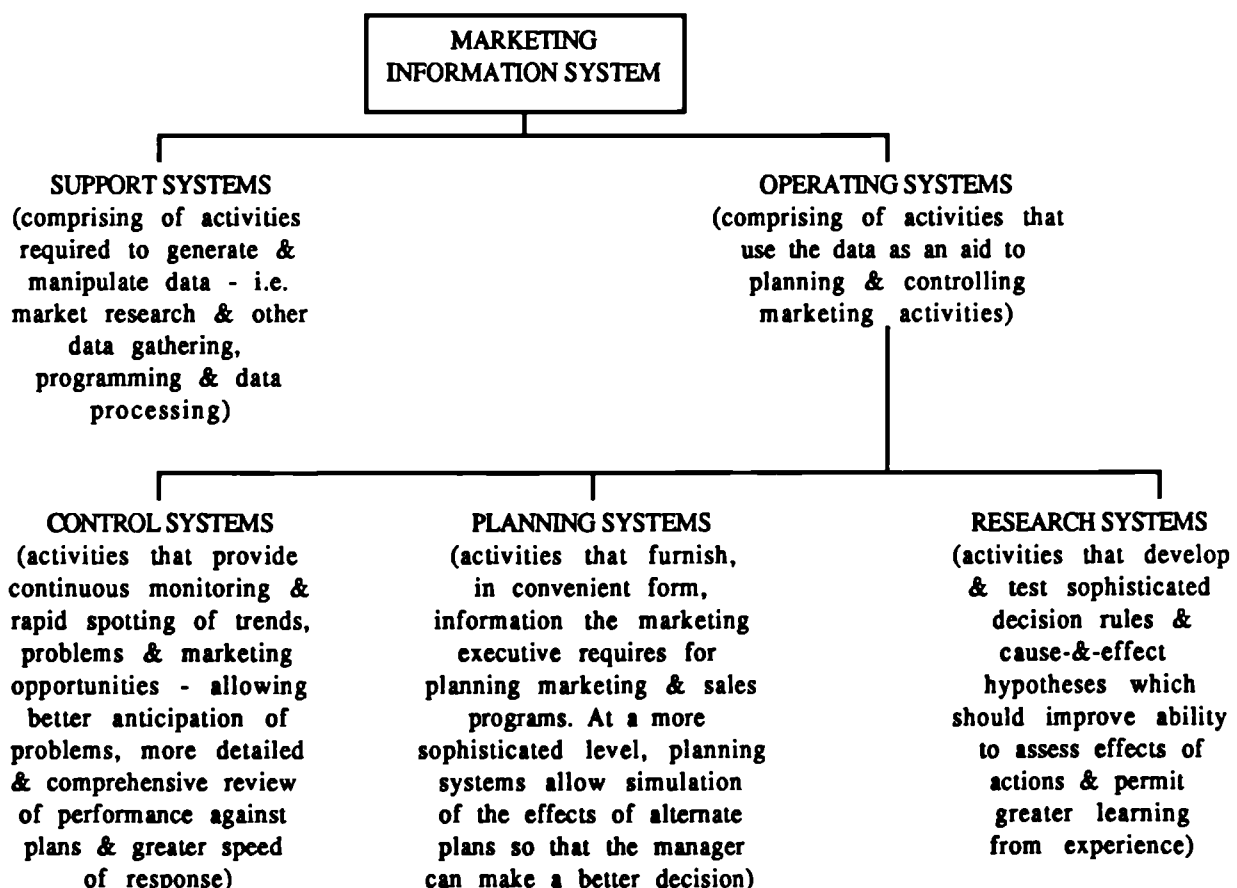 MARKETING
INFORMATION SYSTEM
SUPPORT SYSTEMS
(comprising of activities
required to generate &
manipulate data - i.e.
market research & other
data gathering,
programming & data
processing)
OPERATING SYSTEMS
(comprising of activities that
use the data as an aid to
planning & controlling
marketing activities)
CONTROL SYSTEMS
(activities that provide
continuous monitoring &
rapid spotting of trends,
problems & marketing
opportunities - allowing
better anticipation of
problems, more detailed
& comprehensive review
of performance against
plans & greater speed
of response)
PLANNING SYSTEMS
(activities that furnish,
in convenient form,
information the marketing
executive requires for
planning marketing & sales
programs. At a more
sophisticated level, planning
systems allow simulation
of the effects of alternate
plans so that the manager
can make a better decision)
RESEARCH SYSTEMS
(activities that develop
& test sophisticated
decision rules &
cause-&-effect
hypotheses which
should improve ability
to assess effects of
actions & permit
greater learning
from experience)